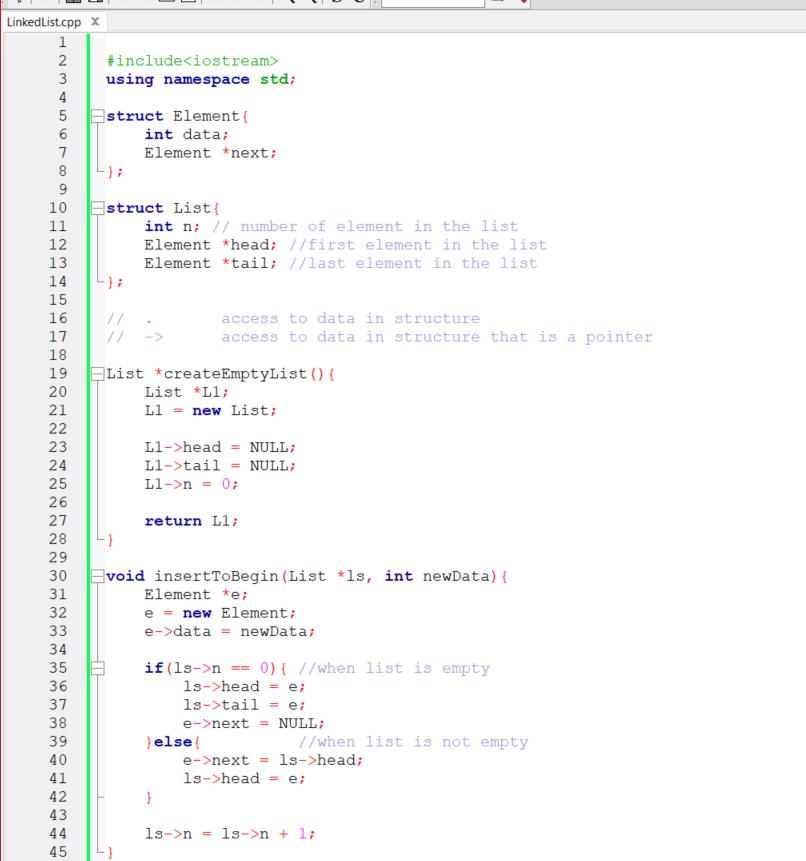 LinkedList.cpp X
1
2 #include<iostream>
3 using namespace std;
4
5 struct Element{
6     int data;
7     Element *next;
8 };
9
10 struct List{
11     int n; // number of element in the list
12     Element *head; //first element in the list
13     Element *tail; //last element in the list
14 };
15
16 //  .       access to data in structure
17 //  ->      access to data in structure that is a pointer
18
19 List *createEmptyList(){
20     List *L1;
21     L1 = new List;
22
23     L1->head = NULL;
24     L1->tail = NULL;
25     L1->n = 0;
26
27     return L1;
28 }
29
30 void insertToBegin(List *ls, int newData){
31     Element *e;
32     e = new Element;
33     e->data = newData;
34
35     if(ls->n == 0){ //when list is empty
36         ls->head = e;
37         ls->tail = e;
38         e->next = NULL;
39     }else{          //when list is not empty
40         e->next = ls->head;
41         ls->head = e;
42     }
43
44     ls->n = ls->n + 1;
45 }